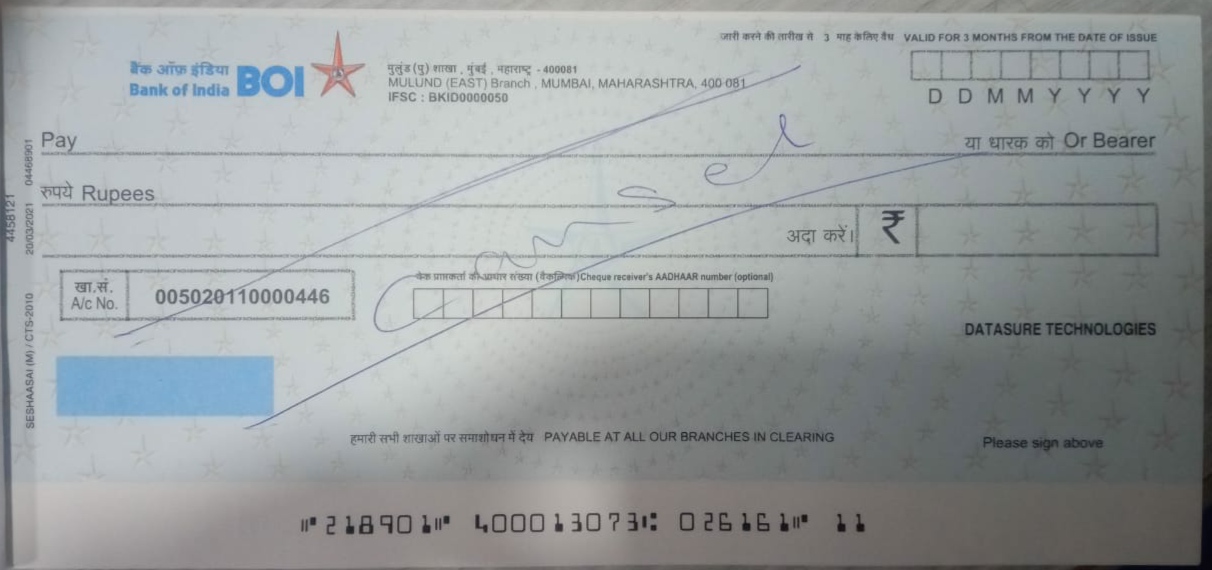 जारी करने की तारीख से 3 माह के लिए वैध VALID FOR 3 MONTHS FROM THE DATE OF ISSUE
बैंक ऑफ़ इंडिया
Bank of India BOI
मुलुंड (पु) शाखा , मुंबई , महाराष्ट्र - 400081
MULUND (EAST) Branch , MUMBAI, MAHARASHTRA, 400 081
IFSC : BKID0000050
D D M M Y Y Y Y
Pay
या धारक को Or Bearer
रुपये Rupees
अदा करें। ₹
Cansel
खा.सं.
A/c No. 005020110000446
चेक प्राप्तकर्ता की आधार संख्या (वैकल्पिक) Cheque receiver's AADHAAR number (optional)
DATASURE TECHNOLOGIES
हमारी सभी शाखाओं पर समाशोधन में देय PAYABLE AT ALL OUR BRANCHES IN CLEARING
Please sign above
⑈218901⑈ 400013073⑆ 026161⑈ 11
SESHAASAI (M) / CTS-2010 20/03/2021 04468901
4458121